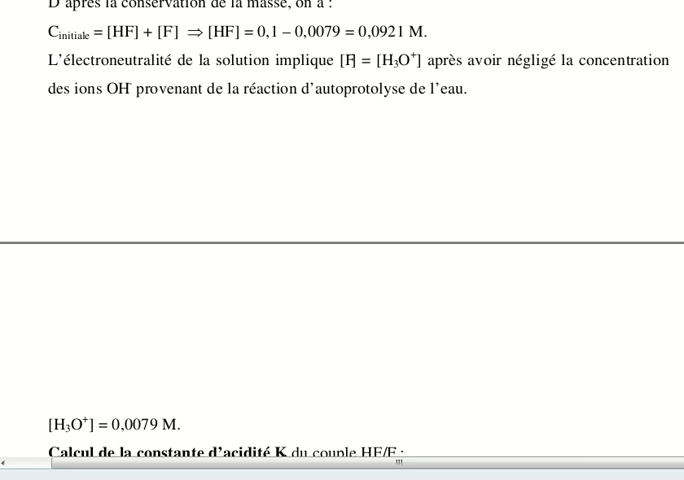 D'après la conservation de la masse, on a :
C initiale = [HF] + [F] ⇒ [HF] = 0,1 – 0,0079 = 0,0921 M.
L'électroneutralité de la solution implique [F-] = [H3O+] après avoir négligé la concentration
des ions OH- provenant de la réaction d'autoprotolyse de l'eau.
[H3O+] = 0,0079 M.
Calcul de la constante d'acidité K du couple HF/F :